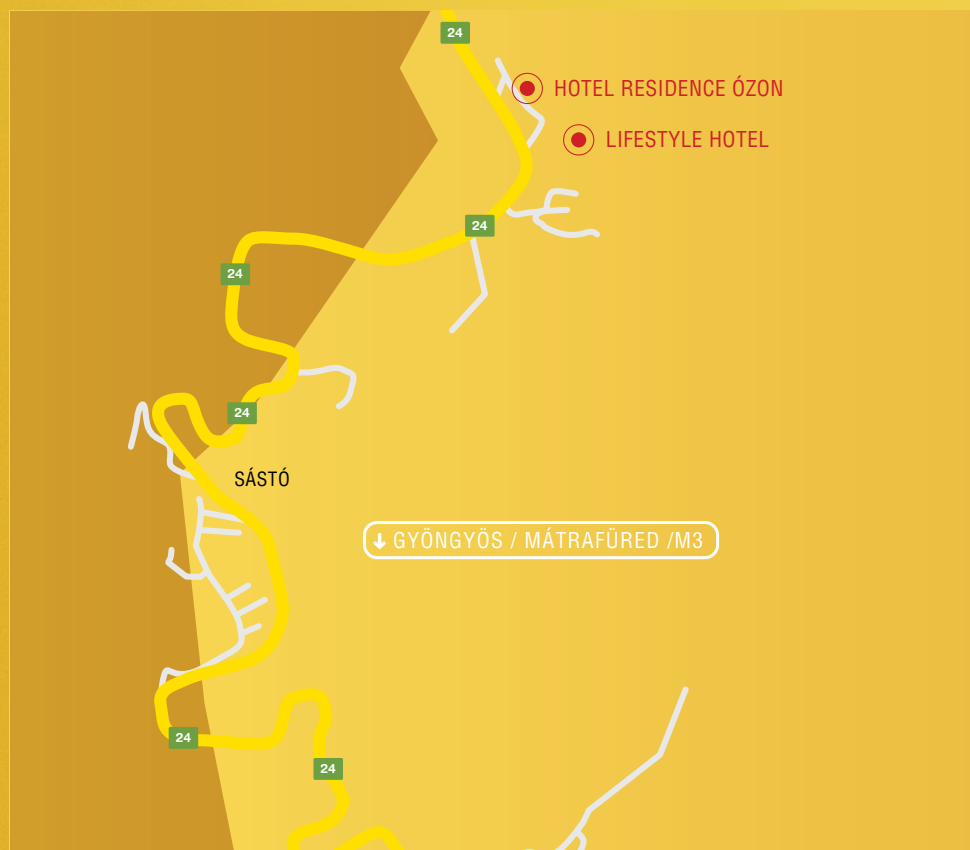 24
HOTEL RESIDENCE ÓZON
LIFESTYLE HOTEL
24
24
24
SÁSTÓ
↓ GYÖNGYÖS / MÁTRAFÜRED /M3
24
24